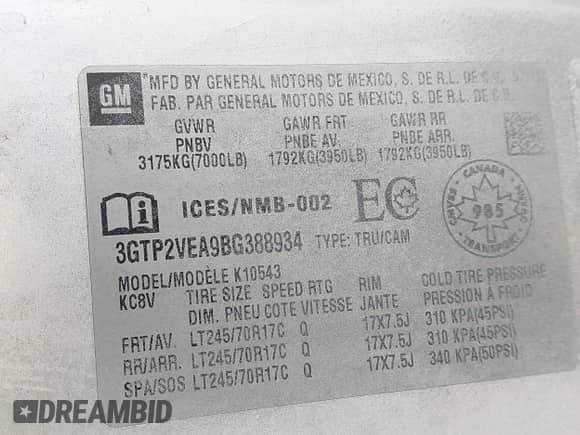 GM
"MFD BY GENERAL MOTORS DE MEXICO, S. DE R.L. DE
FAB. PAR GENERAL MOTORS DE MEXICO, S. DE R.L. DE C.V.
GVWR GAWR FRT GAWR RR
PNBV PNBE AV. PNBE ARR.
3175KG(7000LB) 1792KG(3950LB) 1792KG(3950LB)
i ICES/NMB-002 EC
CANADA
985
TRANSPORT
3GTP2VEA9BG388934 TYPE: TRU/CAM
MODEL/MODÈLE K10543
KC8V TIRE SIZE SPEED RTG RIM COLD TIRE PRESSURE
DIM. PNEU COTE VITESSE JANTE PRESSION A FROID
FRT/AV. LT245/70R17C Q 17X7.5J 310 KPA(45PSI)
RR/ARR. LT245/70R17C Q 17X7.5J 310 KPA(45PSI)
SPA/SOS LT245/70R17C Q 17X7.5J 340 KPA(50PSI)
DREAMBID